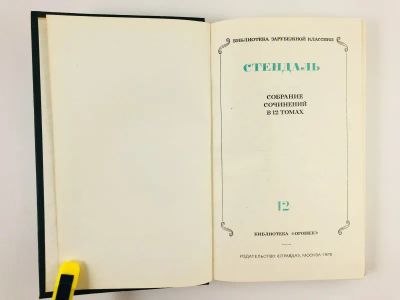 БИБЛИОТЕКА ЗАРУБЕЖНОЙ КЛАССИКИ
СТЕНДАЛЬ
СОБРАНИЕ
СОЧИНЕНИЙ
В 12 ТОМАХ
12
БИБЛИОТЕКА «ОГОНЕК»
ИЗДАТЕЛЬСТВО «ПРАВДА», МОСКВА 1978